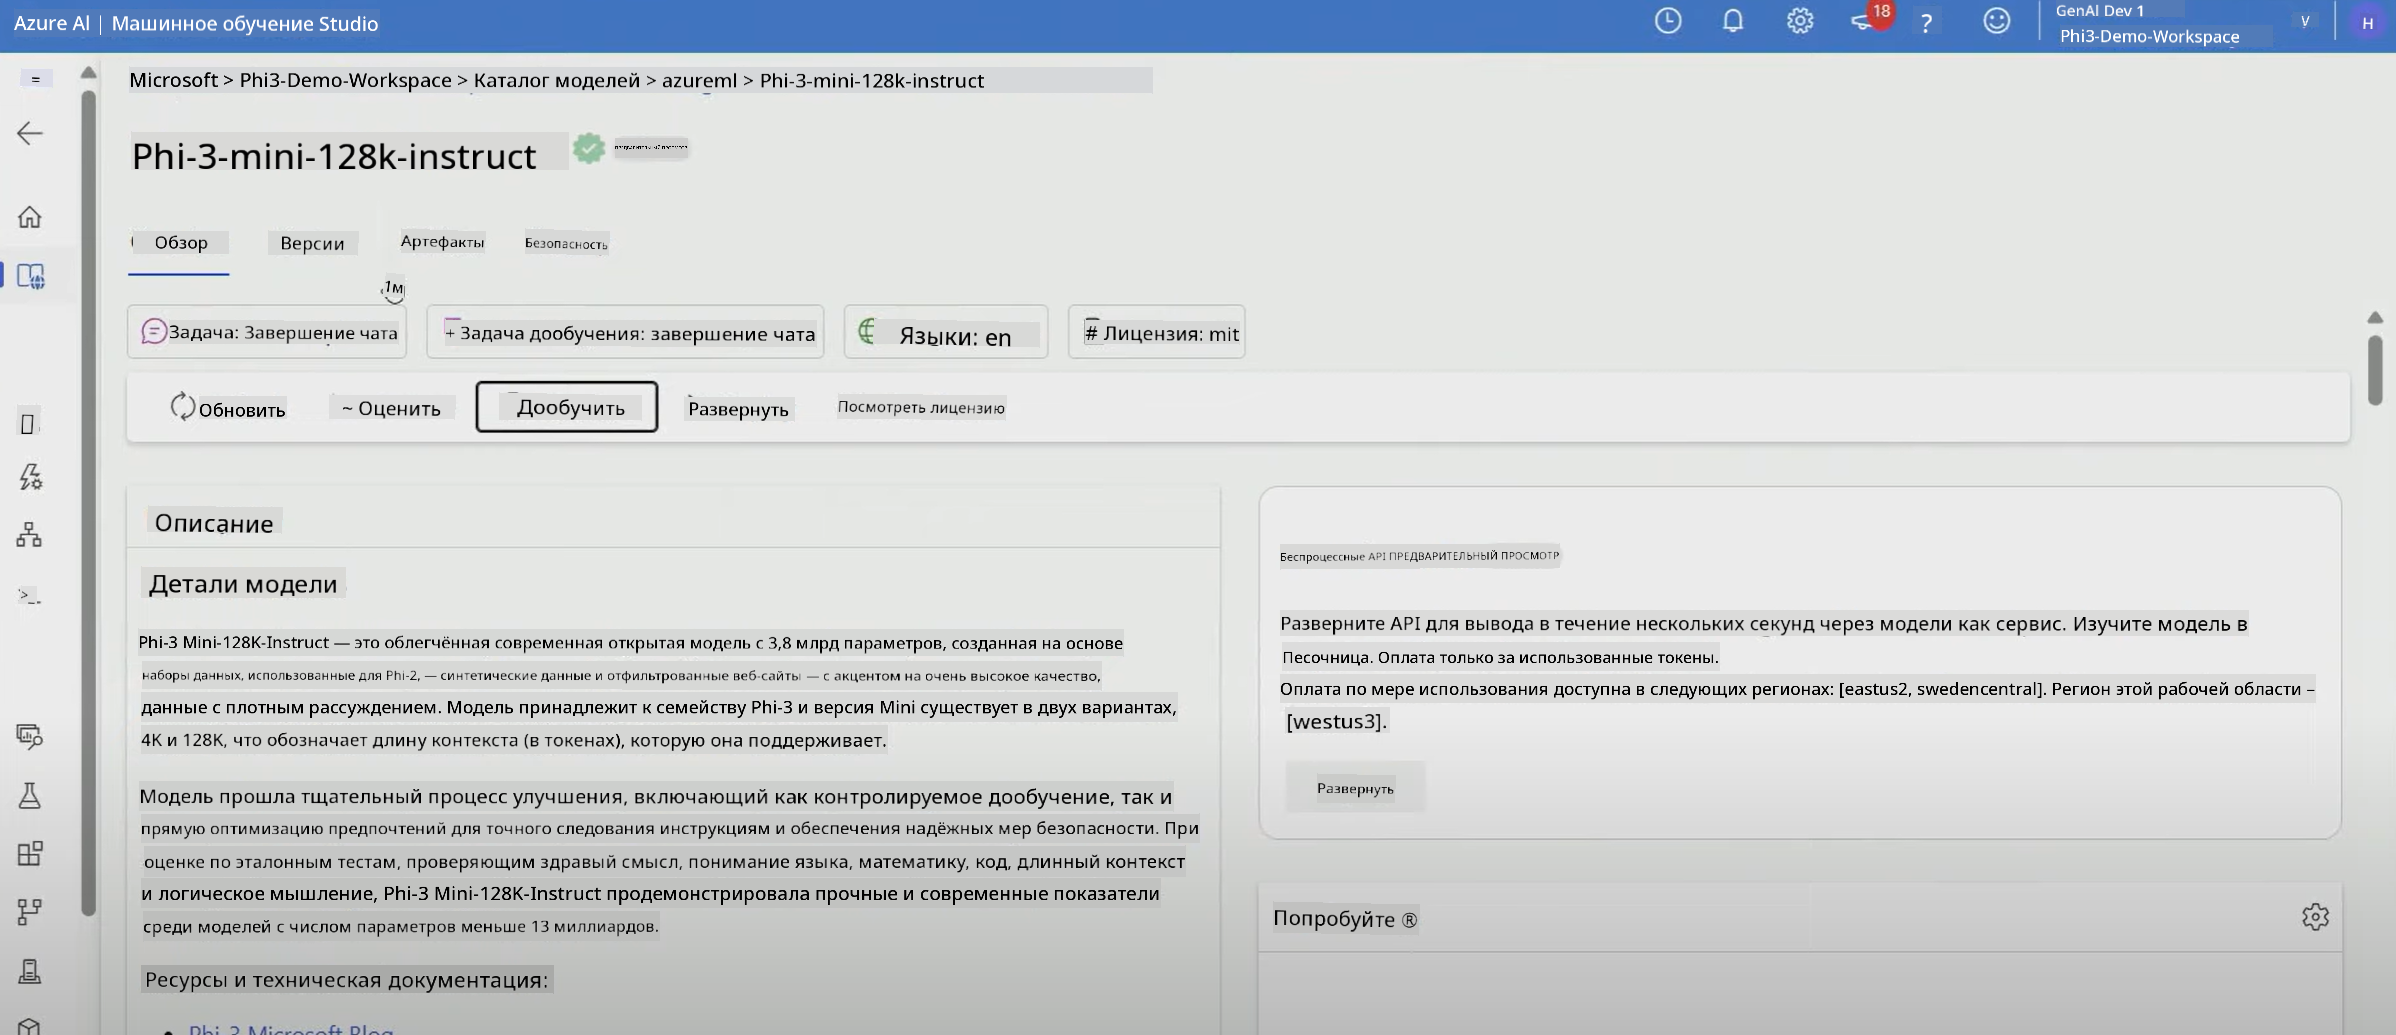 Azure AI | Машинное обучение Studio
18
?
GenAI Dev 1
Phi3-Demo-Workspace
V
H
Microsoft > Phi3-Demo-Workspace > Каталог моделей > azureml > Phi-3-mini-128k-instruct
Phi-3-mini-128k-instruct
Обзор
Версии
Артефакты
Безопасность
1м
Задача: Завершение чата
+ Задача дообучения: завершение чата
Языки: en
# Лицензия: mit
Обновить
~ Оценить
Дообучить
Развернуть
Посмотреть лицензию
Описание
Детали модели
Phi-3 Mini-128K-Instruct — это облегчённая современная открытая модель с 3,8 млрд параметров, созданная на основе
наборы данных, использованные для Phi-2, — синтетические данные и отфильтрованные веб-сайты — с акцентом на очень высокое качество,
данные с плотным рассуждением. Модель принадлежит к семейству Phi-3 и версия Mini существует в двух вариантах,
4K и 128K, что обозначает длину контекста (в токенах), которую она поддерживает.
Модель прошла тщательный процесс улучшения, включающий как контролируемое дообучение, так и
прямую оптимизацию предпочтений для точного следования инструкциям и обеспечения надёжных мер безопасности. При
оценке по эталонным тестам, проверяющим здравый смысл, понимание языка, математику, код, длинный контекст
и логическое мышление, Phi-3 Mini-128K-Instruct продемонстрировала прочные и современные показатели
среди моделей с числом параметров меньше 13 миллиардов.
Ресурсы и техническая документация:
Phi-3 Microsoft Blog
Беспроцессные API ПРЕДВАРИТЕЛЬНЫЙ ПРОСМОТР
Разверните API для вывода в течение нескольких секунд через модели как сервис. Изучите модель в
Песочница. Оплата только за использованные токены.
Оплата по мере использования доступна в следующих регионах: [eastus2, swedencentral]. Регион этой рабочей области –
[westus3].
Развернуть
Попробуйте ®